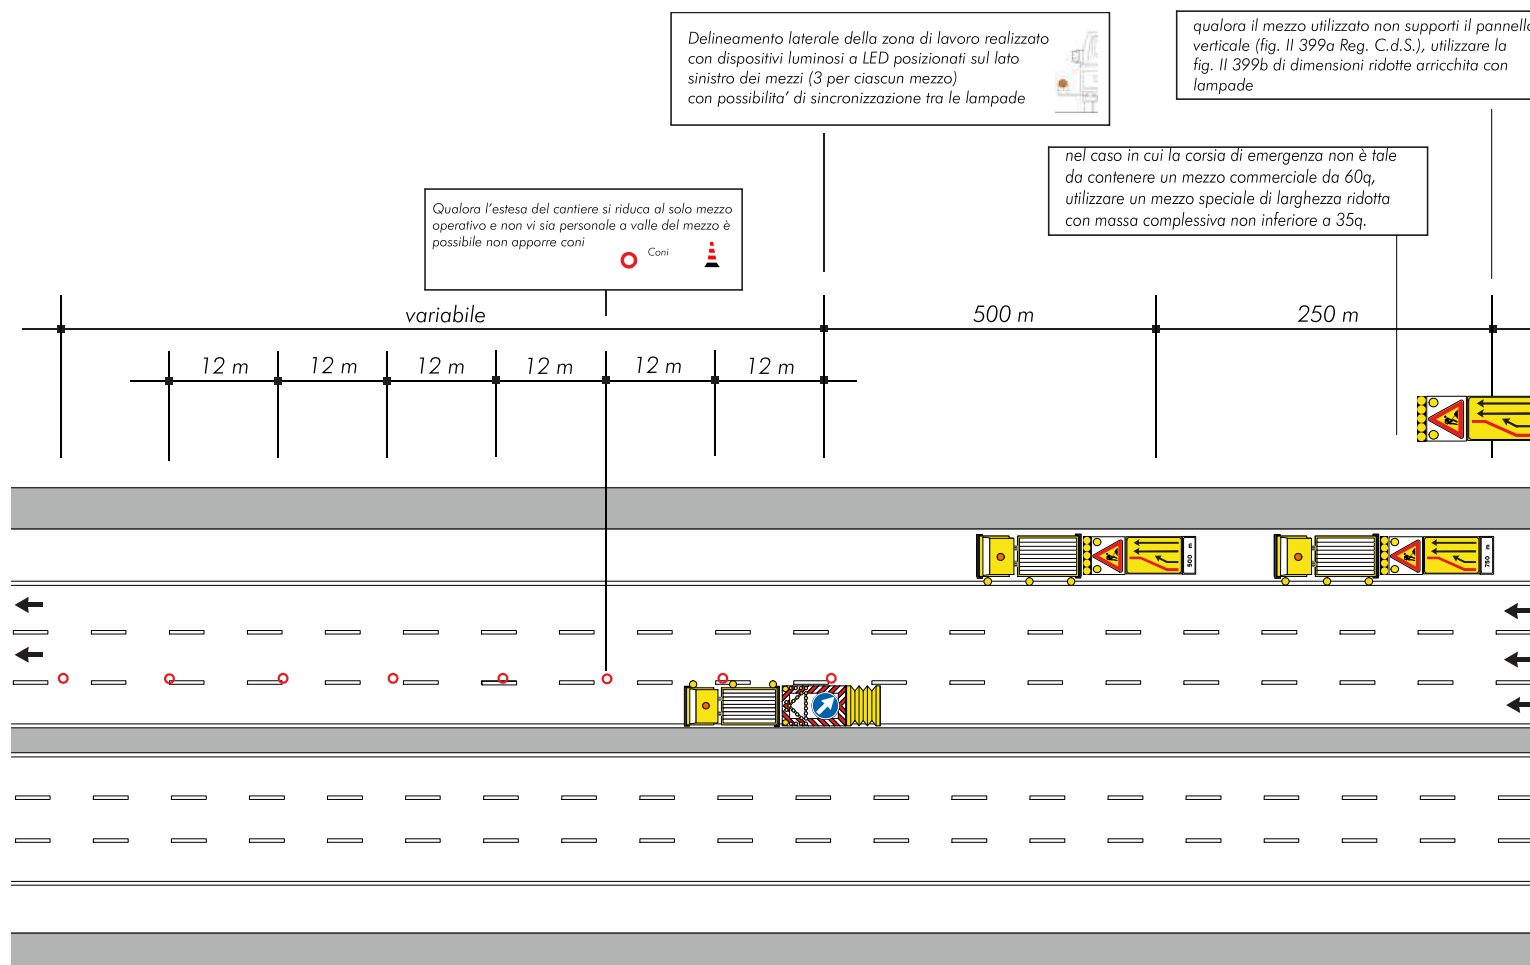 Delineamento laterale della zona di lavoro realizzato
con dispositivi luminosi a LED posizionati sul lato
sinistro dei mezzi (3 per ciascun mezzo)
con possibilita' di sincronizzazione tra le lampade
qualora il mezzo utilizzato non supporti il pannello
verticale (fig. II 399a Reg. C.d.S.), utilizzare la
fig. II 399b di dimensioni ridotte arricchita con
lampade
nel caso in cui la corsia di emergenza non è tale
da contenere un mezzo commerciale da 60q,
utilizzare un mezzo speciale di larghezza ridotta
con massa complessiva non inferiore a 35q.
Qualora l'estesa del cantiere si riduca al solo mezzo
operativo e non vi sia personale a valle del mezzo è
possibile non apporre coni
Coni
variabile
500 m
250 m
12 m
12 m
12 m
12 m
12 m
12 m
500 m
750 m